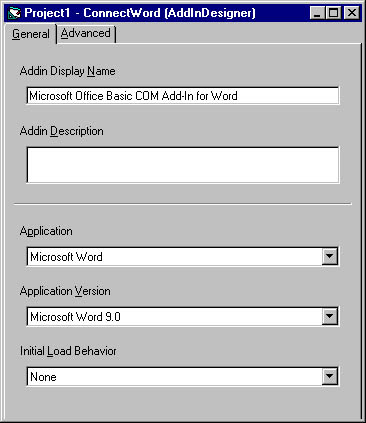 Project1 - ConnectWord (AddInDesigner)
General Advanced
Addin Display Name
Microsoft Office Basic COM Add-In for Word
Addin Description
Application
Microsoft Word
Application Version
Microsoft Word 9.0
Initial Load Behavior
None